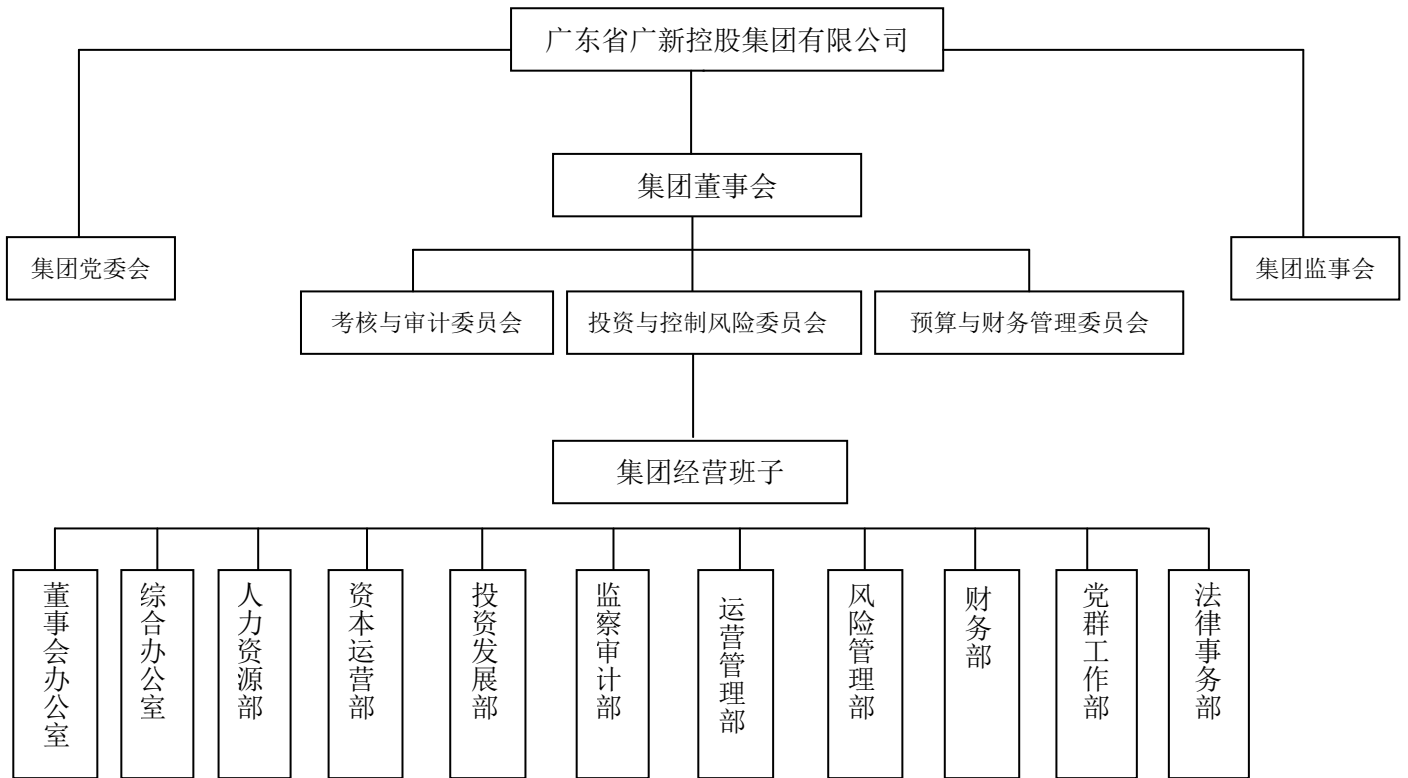 广东省广新控股集团有限公司
集团董事会
集团党委会
集团监事会
考核与审计委员会
投资与控制风险委员会
预算与财务管理委员会
集团经营班子
董事会办公室
综合办公室
人力资源部
资本运营部
投资发展部
监察审计部
运营管理部
风险管理部
财务部
党群工作部
法律事务部